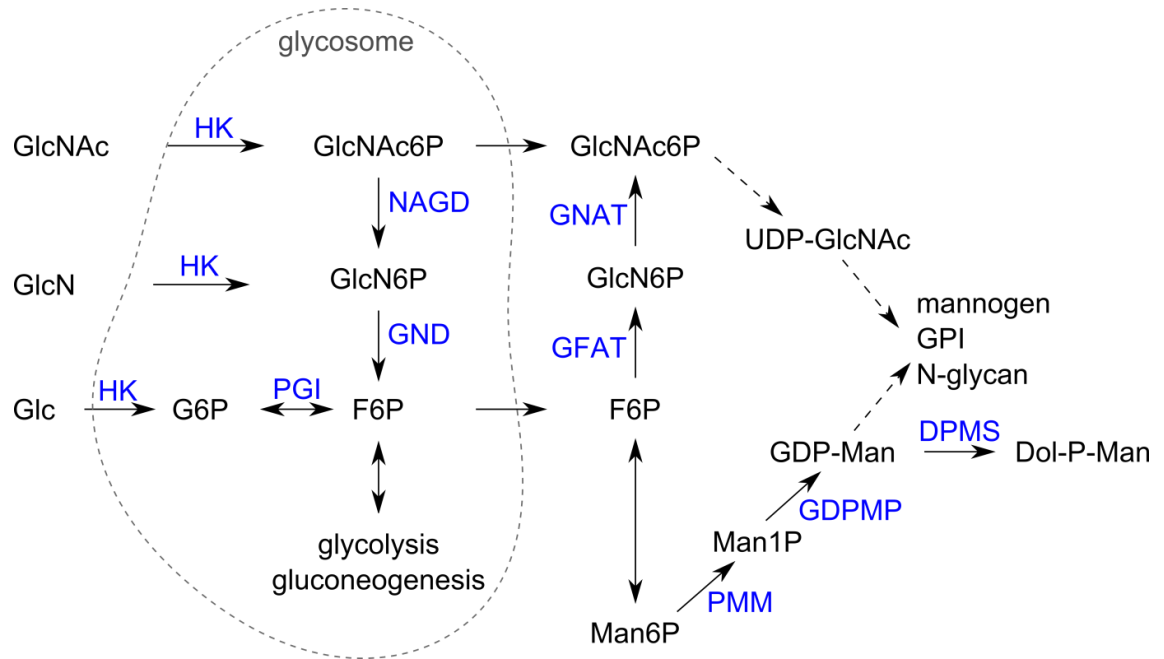 glycosome
HK
GlcNAc
GlcNAc6P
GlcNAc6P
NAGD
GNAT
UDP-GlcNAc
HK
GlcN
GlcN6P
GlcN6P
mannogen
GPI
N-glycan
GND
GFAT
HK
PGI
Glc
G6P
F6P
F6P
DPMS
GDP-Man
Dol-P-Man
GDPMP
glycolysis
gluconeogenesis
Man1P
PMM
Man6P